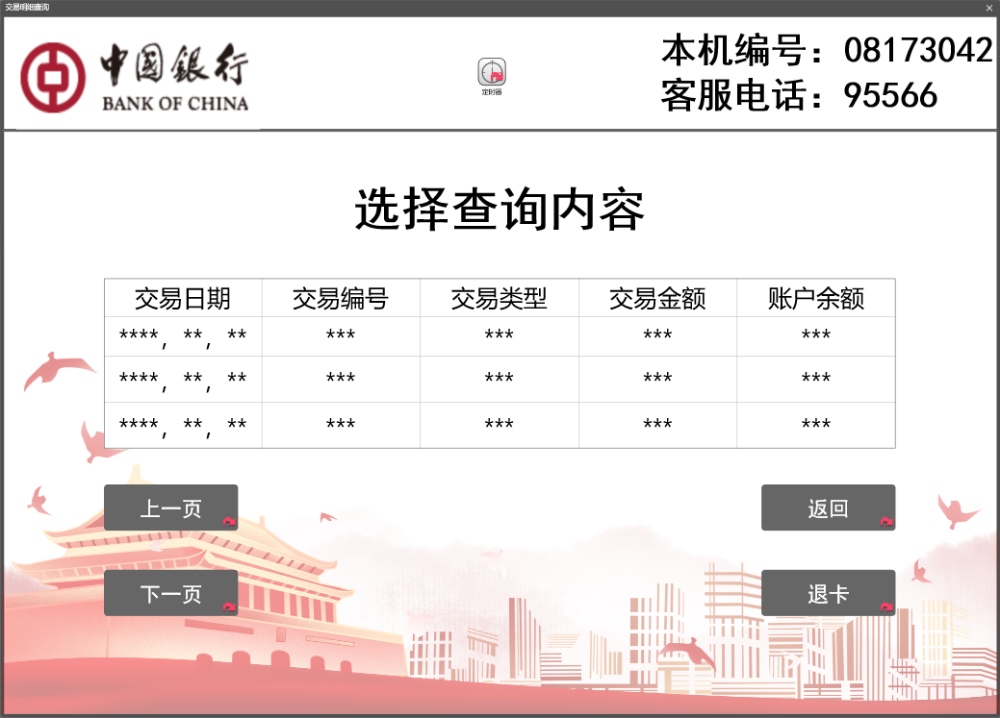 交易明细查询
中国銀行
BANK OF CHINA
定时器
本机编号：08173042
客服电话：95566
选择查询内容
交易日期 交易编号 交易类型 交易金额 账户余额
****, **, ** *** *** *** ***
****, **, ** *** *** *** ***
****, **, ** *** *** *** ***
上一页 返回
下一页 退卡